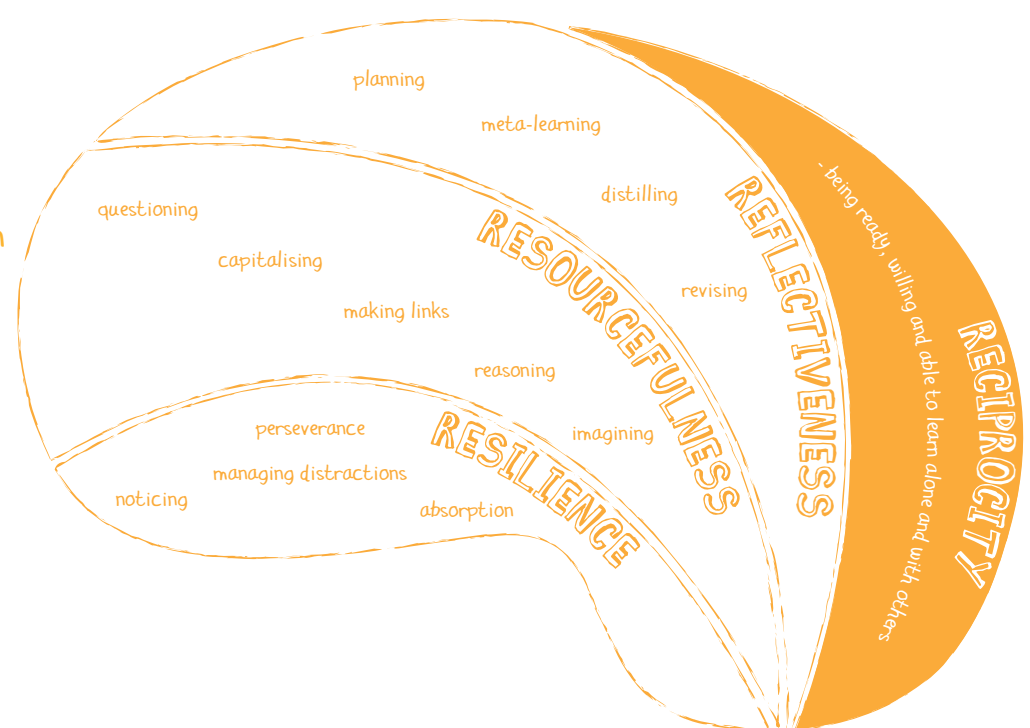 planning
meta-learning
distilling
revising
REFLECTIVENESS
questioning
capitalising
making links
reasoning
imagining
RESOURCEFULNESS
perseverance
managing distractions
noticing
absorption
RESILIENCE
- being ready, willing and able to learn alone and with others
RECIPROCITY